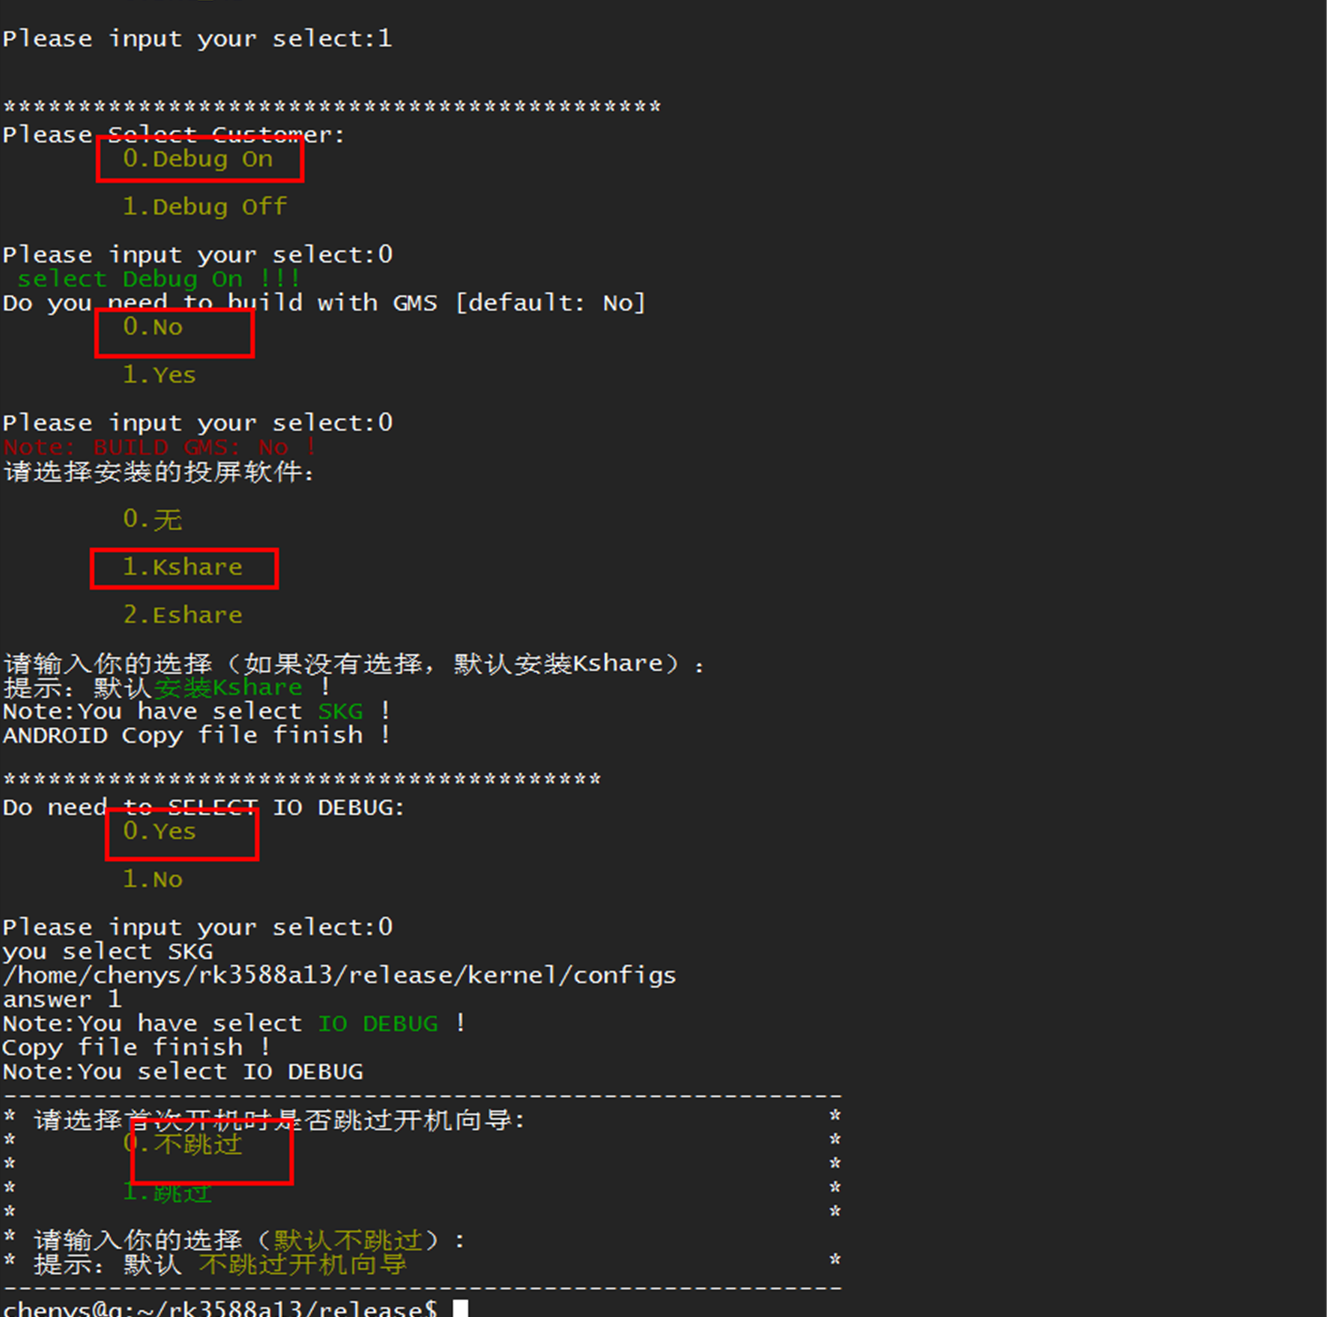 Please input your select:1
*******************************************
Please Select Customer:
0.Debug On
1.Debug Off
Please input your select:0
select Debug On !!!
Do you need to build with GMS [default: No]
0.No
1.Yes
Please input your select:0
Note: BUILD GMS: No !
请选择安装的投屏软件:
0.无
1.Kshare
2.Eshare
请输入你的选择（如果没有选择，默认安装Kshare）:
提示: 默认安装Kshare !
Note:You have select SKG !
ANDROID Copy file finish !
****************************************
Do need to SELECT IO DEBUG:
0.Yes
1.No
Please input your select:0
you select SKG
/home/chenys/rk3588a13/release/kernel/configs
answer 1
Note:You have select IO DEBUG !
Copy file finish !
Note:You select IO DEBUG
--------------------------------------------------------
* 请选择首次开机时是否跳过开机向导: *
* 0.不跳过 *
* *
* 1.跳过 *
* *
* 请输入你的选择（默认不跳过）:
* 提示: 默认 不跳过开机向导 *
--------------------------------------------------------
chenys@q:~/rk3588a13/release$